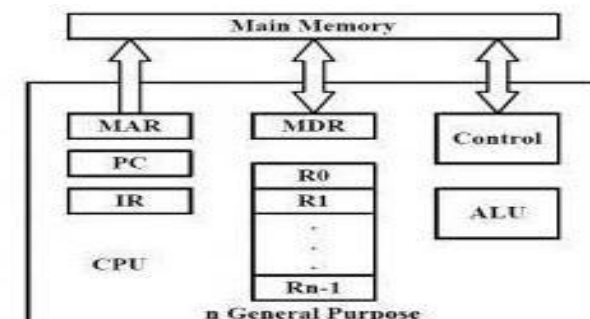 Main Memory
MAR
MDR
Control
PC
R0
IR
R1
ALU
.
.
.
CPU
Rn-1
n General Purpose